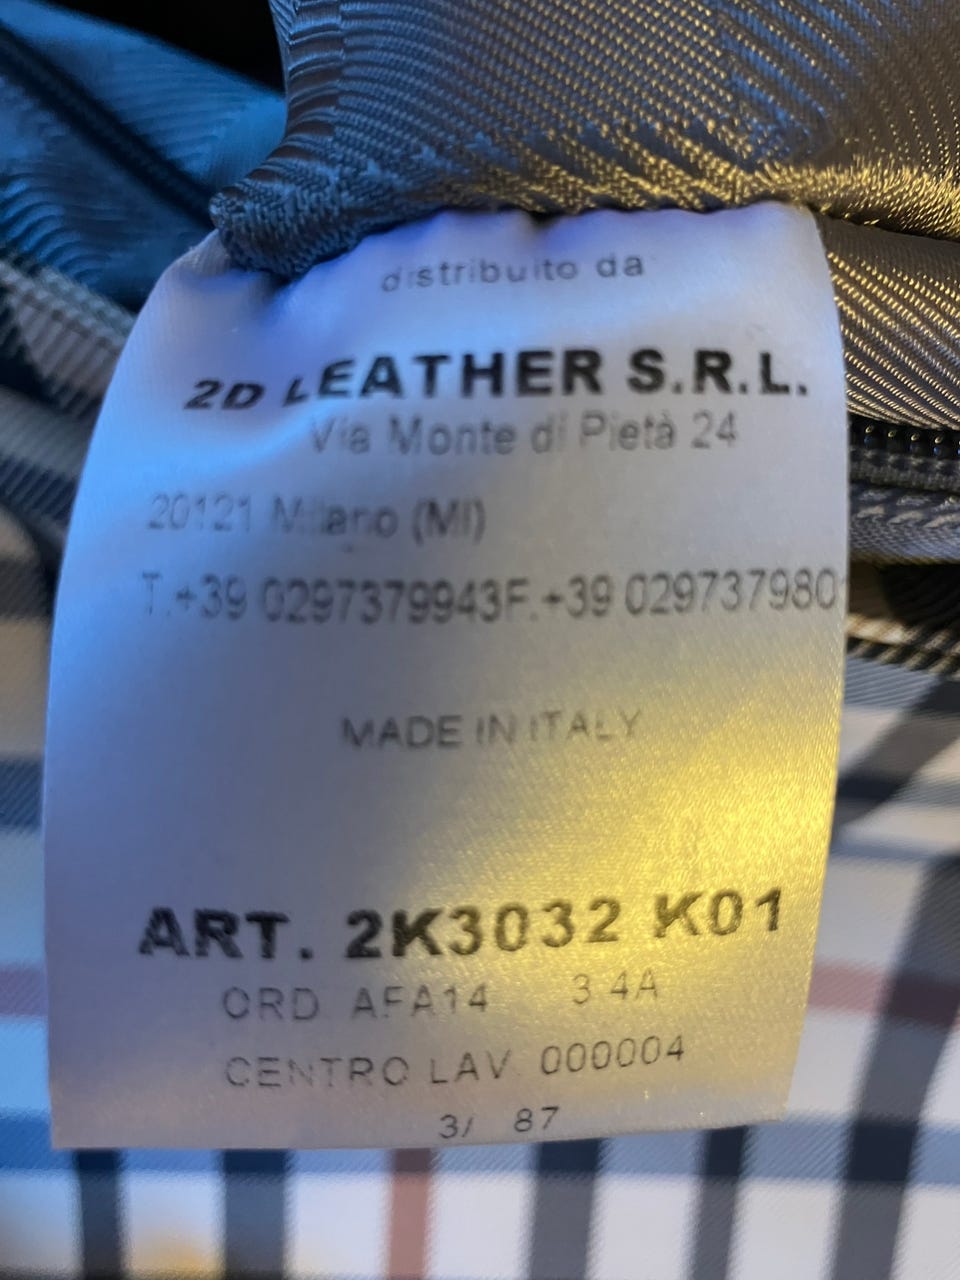 distribuito da
2D LEATHER S.R.L.
Via Monte di Pietà 24
20121 Milano (MI)
T.+39 0297379943F.+39 029737980
MADE IN ITALY
ART. 2K3032 K01
ORD AFA14 3 4A
CENTRO LAV. 000004
3/ 87